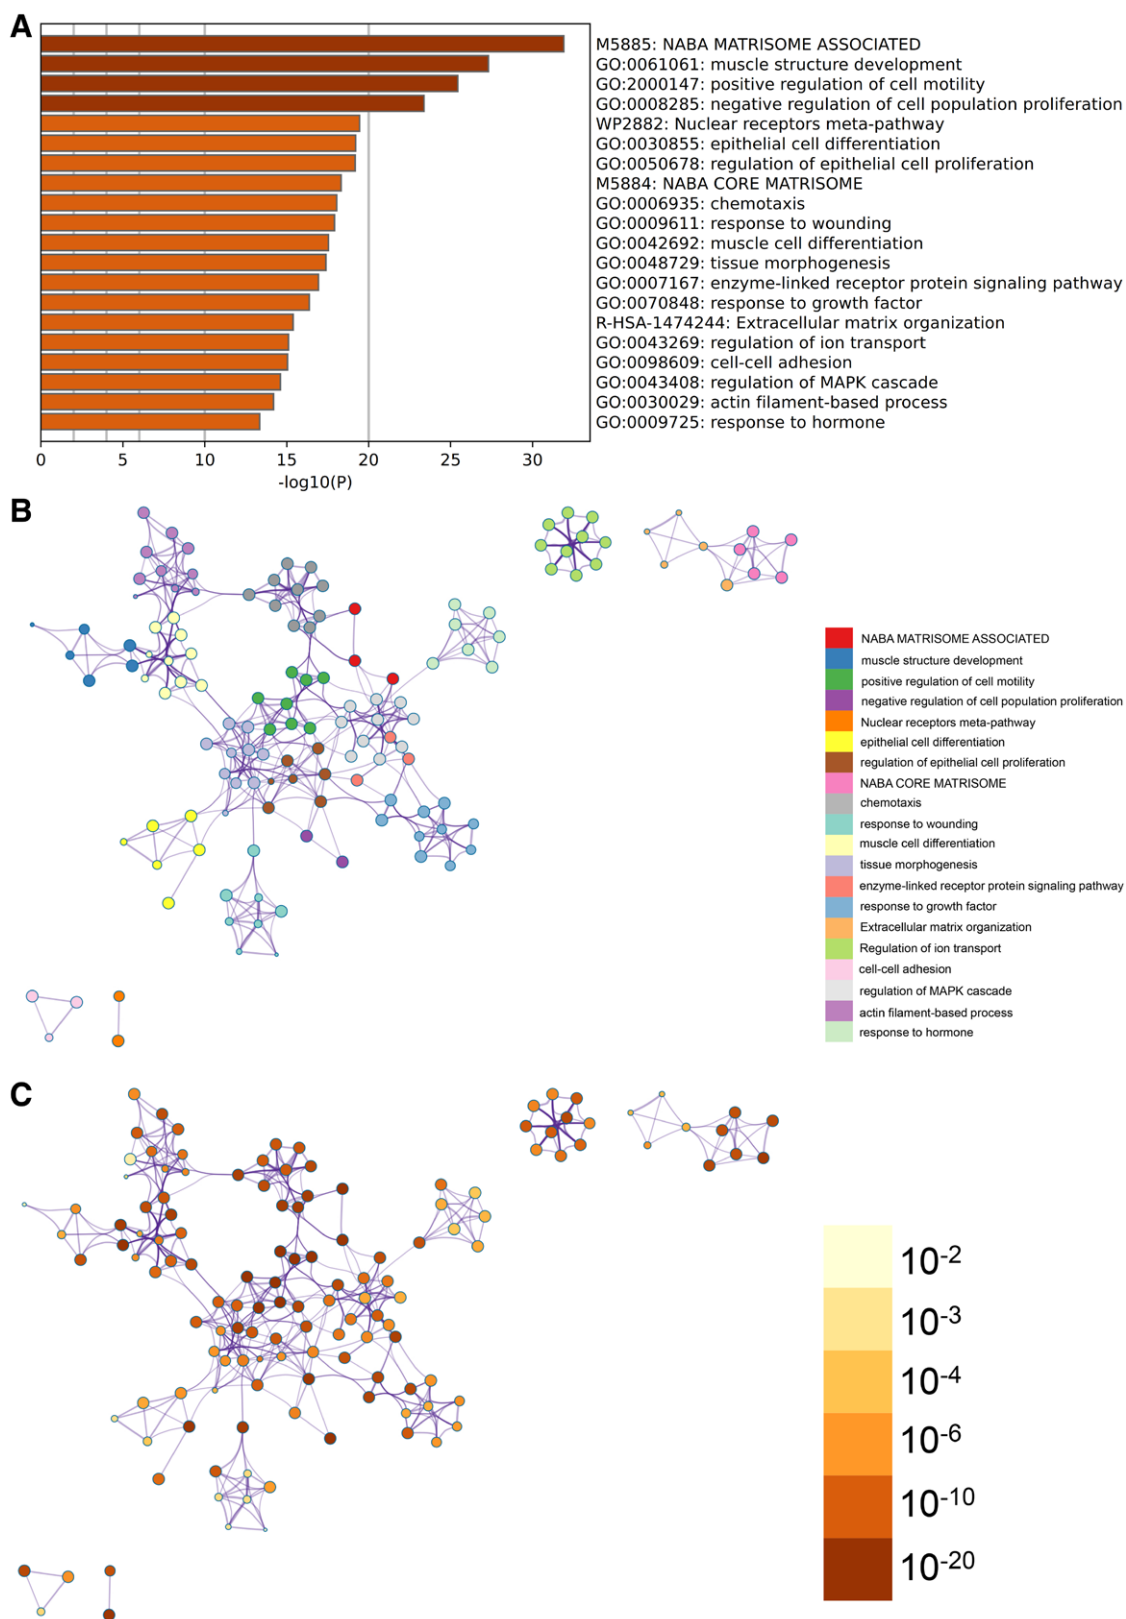 A
M5885: NABA MATRISOME ASSOCIATED
GO:0061061: muscle structure development
GO:2000147: positive regulation of cell motility
GO:0008285: negative regulation of cell population proliferation
WP2882: Nuclear receptors meta-pathway
GO:0030855: epithelial cell differentiation
GO:0050678: regulation of epithelial cell proliferation
M5884: NABA CORE MATRISOME
GO:0006935: chemotaxis
GO:0009611: response to wounding
GO:0042692: muscle cell differentiation
GO:0048729: tissue morphogenesis
GO:0007167: enzyme-linked receptor protein signaling pathway
GO:0070848: response to growth factor
R-HSA-1474244: Extracellular matrix organization
GO:0043269: regulation of ion transport
GO:0098609: cell-cell adhesion
GO:0043408: regulation of MAPK cascade
GO:0030029: actin filament-based process
GO:0009725: response to hormone
0 5 10 15 20 25 30
-log10(P)
B
NABA MATRISOME ASSOCIATED
muscle structure development
positive regulation of cell motility
negative regulation of cell population proliferation
Nuclear receptors meta-pathway
epithelial cell differentiation
regulation of epithelial cell proliferation
NABA CORE MATRISOME
chemotaxis
response to wounding
muscle cell differentiation
tissue morphogenesis
enzyme-linked receptor protein signaling pathway
response to growth factor
Extracellular matrix organization
Regulation of ion transport
cell-cell adhesion
regulation of MAPK cascade
actin filament-based process
response to hormone
C
10-2
10-3
10-4
10-6
10-10
10-20